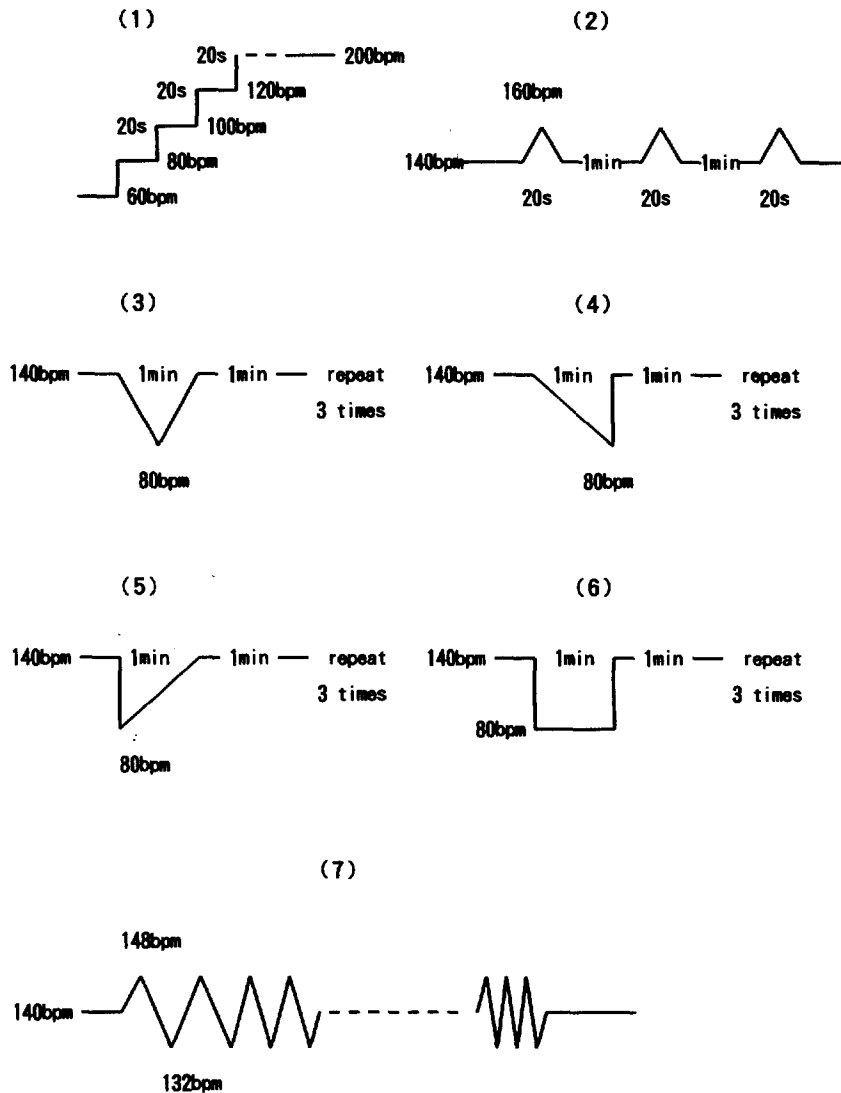 (1)
20s 200bpm
20s 120bpm
20s 100bpm
80bpm
60bpm
(2)
160bpm
140bpm 1min 1min
20s 20s 20s
(3)
140bpm 1min 1min repeat
3 times
80bpm
(4)
140bpm 1min 1min repeat
3 times
80bpm
(5)
140bpm 1min 1min repeat
3 times
80bpm
(6)
140bpm 1min 1min repeat
3 times
80bpm
(7)
148bpm
140bpm
132bpm